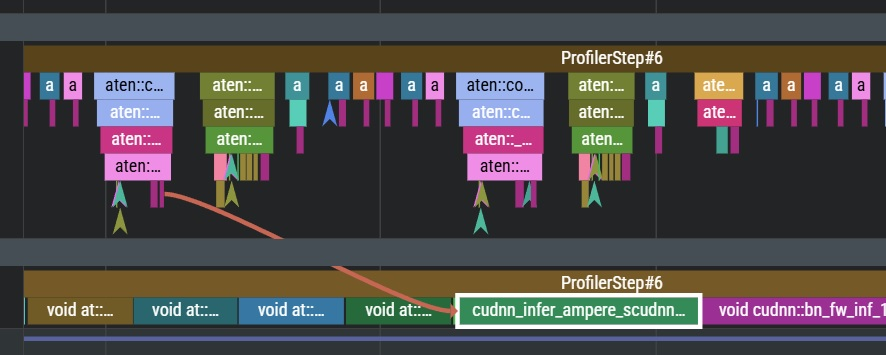 ProfilerStep#6
a a aten::c... aten::... a a a a a aten::co... aten:... a ate... a a a a
aten::... aten:... aten::c... aten:... ate...
aten::... aten:... aten::_... aten...
aten:... aten::...
ProfilerStep#6
void at::... void at::... void at::... void at::... cudnn_infer_ampere_scudnn... void cudnn::bn_fw_inf_1